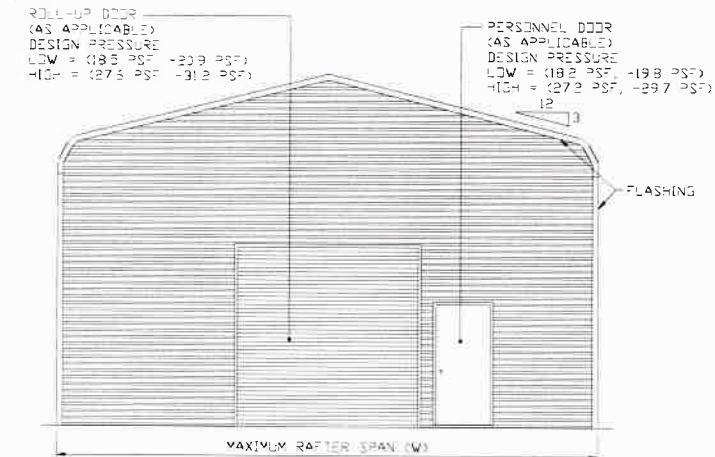 ROLL-UP DOOR
(AS APPLICABLE)
DESIGN PRESSURE
LOW = (18.5 PSF -20.9 PSF)
HIGH = (27.6 PSF -31.2 PSF)
PERSONNEL DOOR
(AS APPLICABLE)
DESIGN PRESSURE
LOW = (18.2 PSF, -19.8 PSF)
HIGH = (27.2 PSF, -29.7 PSF)
12
3
FLASHING
MAXIMUM RAFTER SPAN (W)